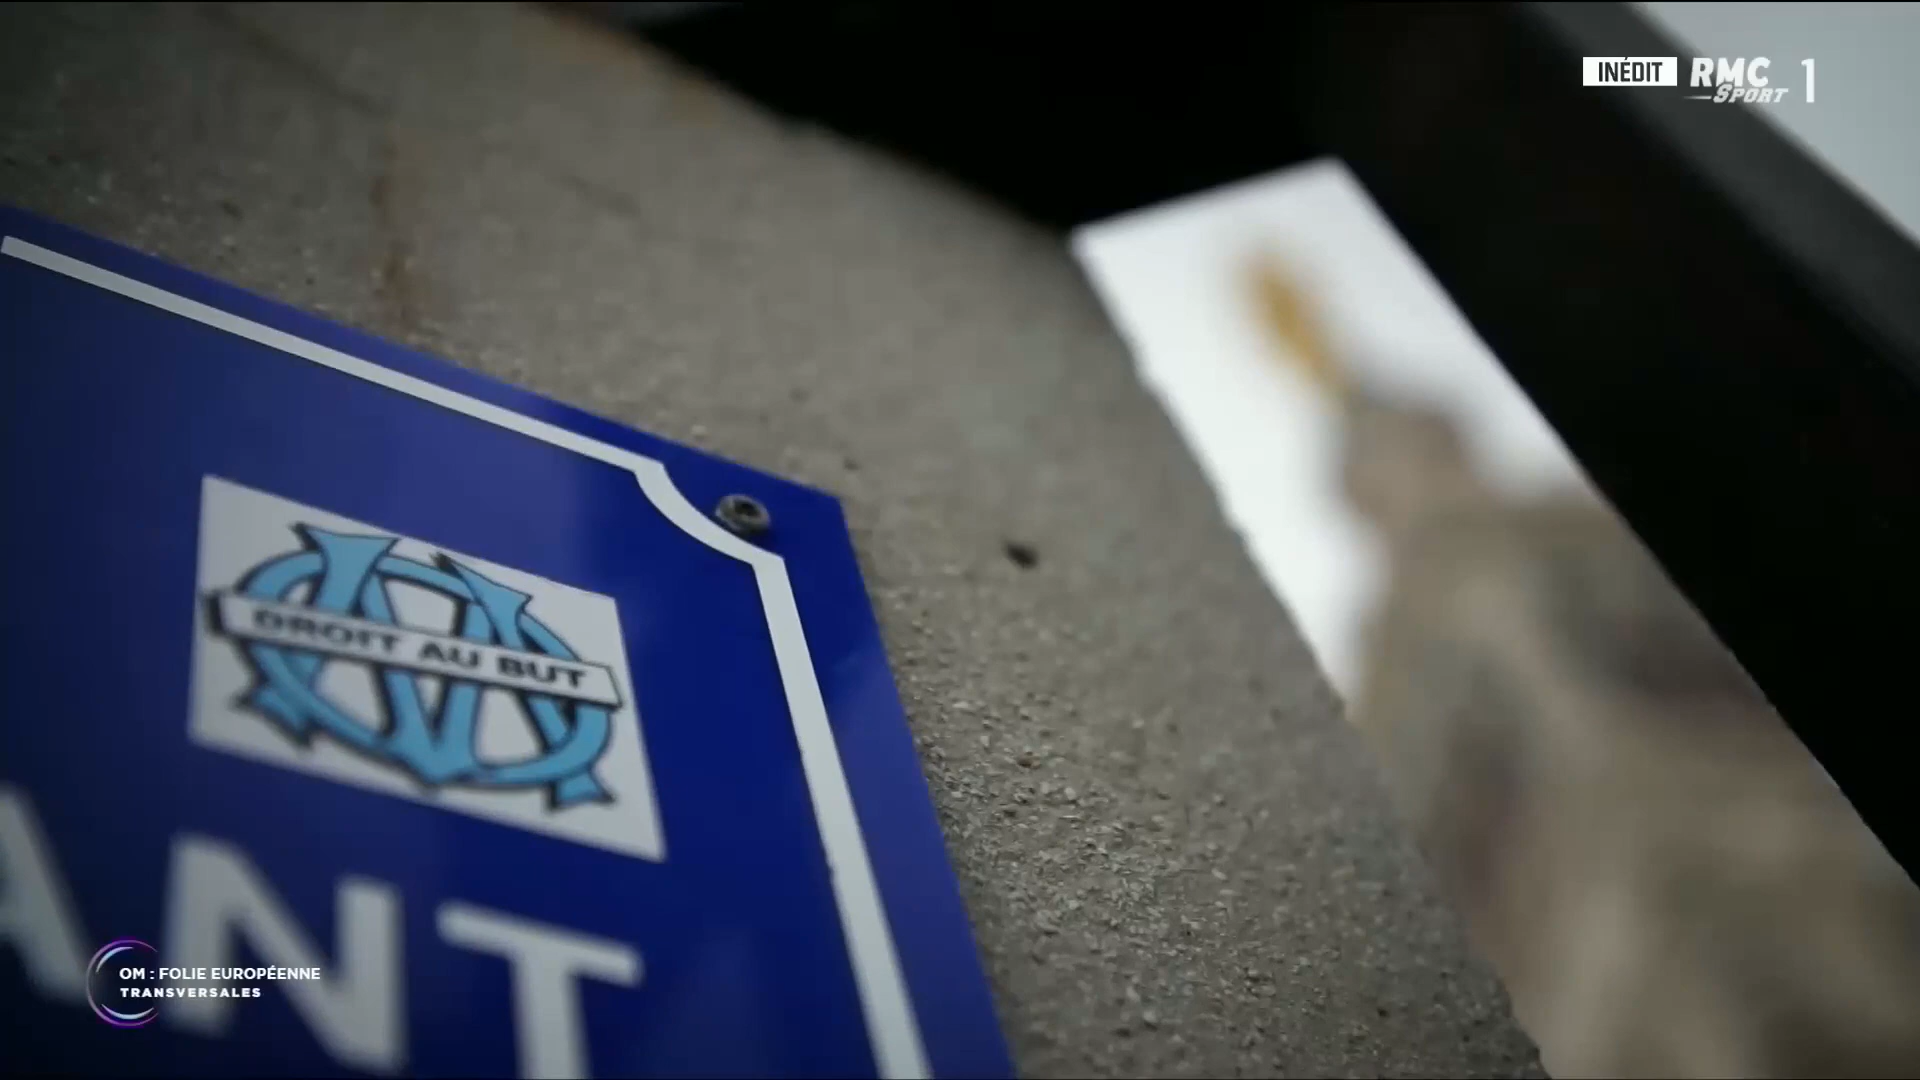 INÉDIT RMC SPORT 1
DROIT AU BUT
ANT
OM : FOLIE EUROPÉENNE
TRANSVERSALES